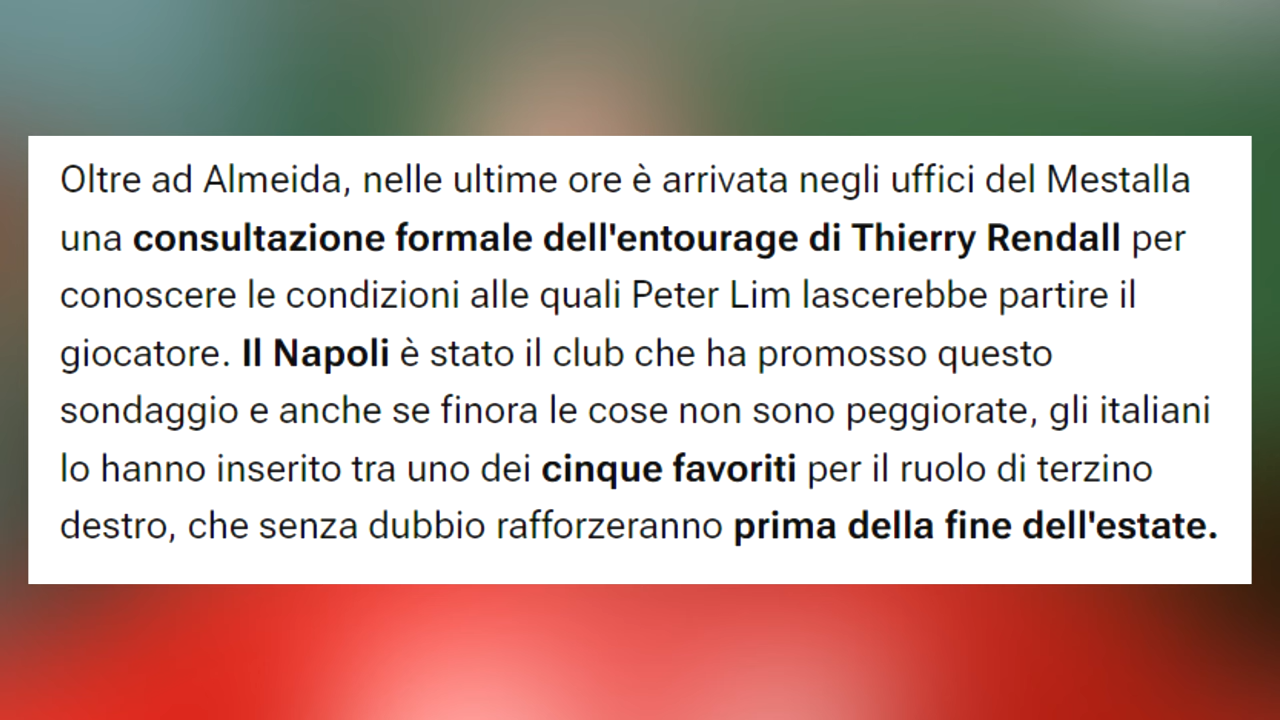 Oltre ad Almeida, nelle ultime ore è arrivata negli uffici del Mestalla
una consultazione formale dell'entourage di Thierry Rendall per
conoscere le condizioni alle quali Peter Lim lascerebbe partire il
giocatore. Il Napoli è stato il club che ha promosso questo
sondaggio e anche se finora le cose non sono peggiorate, gli italiani
lo hanno inserito tra uno dei cinque favoriti per il ruolo di terzino
destro, che senza dubbio rafforzeranno prima della fine dell'estate.